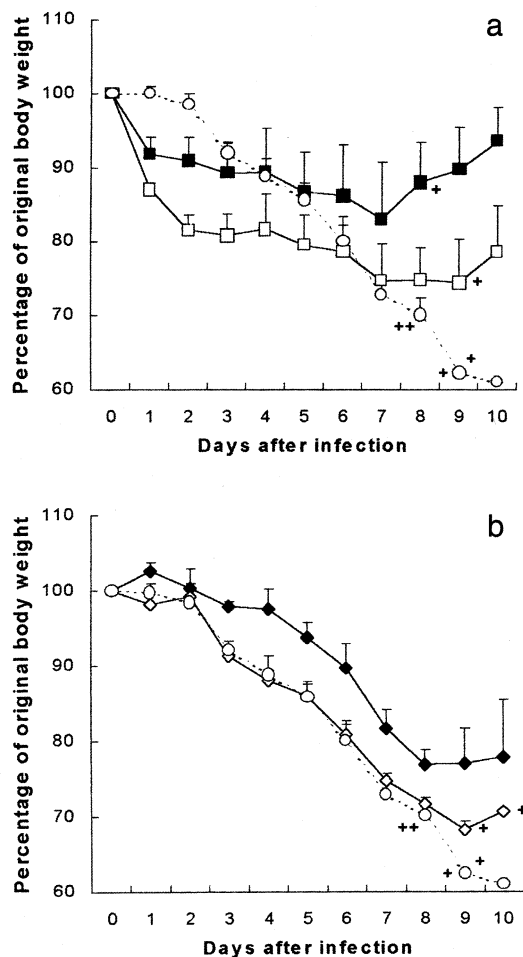 a
Percentage of original body weight
110
100
90
80
70
60
+
+
++
+
+
0 1 2 3 4 5 6 7 8 9 10
Days after infection
b
Percentage of original body weight
110
100
90
80
70
60
+
+
++
+
+
0 1 2 3 4 5 6 7 8 9 10
Days after infection